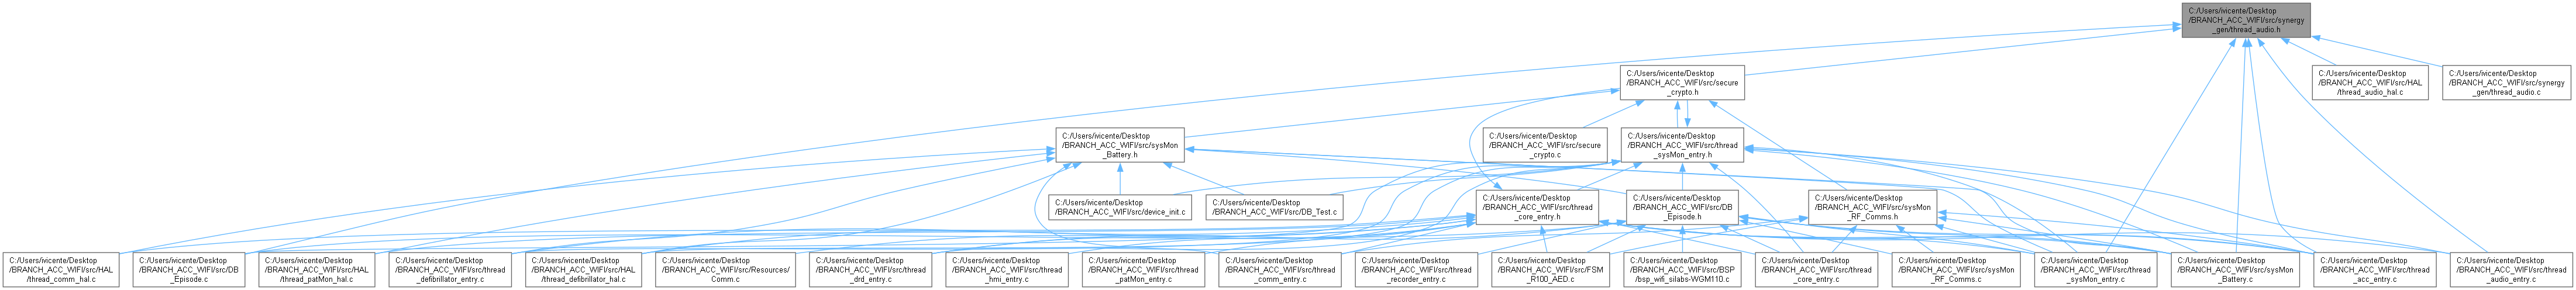 C:/Users/ivicente/Desktop
/BRANCH_ACC_WIFI/src/synergy
_gen/thread_audio.h
C:/Users/ivicente/Desktop
/BRANCH_ACC_WIFI/src/secure
_crypto.h
C:/Users/ivicente/Desktop
/BRANCH_ACC_WIFI/src/HAL
/thread_audio_hal.c
C:/Users/ivicente/Desktop
/BRANCH_ACC_WIFI/src/synergy
_gen/thread_audio.c
C:/Users/ivicente/Desktop
/BRANCH_ACC_WIFI/src/sysMon
_Battery.h
C:/Users/ivicente/Desktop
/BRANCH_ACC_WIFI/src/secure
_crypto.c
C:/Users/ivicente/Desktop
/BRANCH_ACC_WIFI/src/thread
_sysMon_entry.h
C:/Users/ivicente/Desktop
/BRANCH_ACC_WIFI/src/device_init.c
C:/Users/ivicente/Desktop
/BRANCH_ACC_WIFI/src/DB_Test.c
C:/Users/ivicente/Desktop
/BRANCH_ACC_WIFI/src/thread
_core_entry.h
C:/Users/ivicente/Desktop
/BRANCH_ACC_WIFI/src/DB
_Episode.h
C:/Users/ivicente/Desktop
/BRANCH_ACC_WIFI/src/sysMon
_RF_Comms.h
C:/Users/ivicente/Desktop
/BRANCH_ACC_WIFI/src/HAL
/thread_comm_hal.c
C:/Users/ivicente/Desktop
/BRANCH_ACC_WIFI/src/DB
_Episode.c
C:/Users/ivicente/Desktop
/BRANCH_ACC_WIFI/src/HAL
/thread_patMon_hal.c
C:/Users/ivicente/Desktop
/BRANCH_ACC_WIFI/src/thread
_defibrillator_entry.c
C:/Users/ivicente/Desktop
/BRANCH_ACC_WIFI/src/HAL
/thread_defibrillator_hal.c
C:/Users/ivicente/Desktop
/BRANCH_ACC_WIFI/src/Resources/
Comm.c
C:/Users/ivicente/Desktop
/BRANCH_ACC_WIFI/src/thread
_drd_entry.c
C:/Users/ivicente/Desktop
/BRANCH_ACC_WIFI/src/thread
_hmi_entry.c
C:/Users/ivicente/Desktop
/BRANCH_ACC_WIFI/src/thread
_patMon_entry.c
C:/Users/ivicente/Desktop
/BRANCH_ACC_WIFI/src/thread
_comm_entry.c
C:/Users/ivicente/Desktop
/BRANCH_ACC_WIFI/src/thread
_recorder_entry.c
C:/Users/ivicente/Desktop
/BRANCH_ACC_WIFI/src/FSM
_R100_AED.c
C:/Users/ivicente/Desktop
/BRANCH_ACC_WIFI/src/BSP
/bsp_wifi_silabs-WGM110.c
C:/Users/ivicente/Desktop
/BRANCH_ACC_WIFI/src/thread
_core_entry.c
C:/Users/ivicente/Desktop
/BRANCH_ACC_WIFI/src/sysMon
_RF_Comms.c
C:/Users/ivicente/Desktop
/BRANCH_ACC_WIFI/src/thread
_sysMon_entry.c
C:/Users/ivicente/Desktop
/BRANCH_ACC_WIFI/src/sysMon
_Battery.c
C:/Users/ivicente/Desktop
/BRANCH_ACC_WIFI/src/thread
_acc_entry.c
C:/Users/ivicente/Desktop
/BRANCH_ACC_WIFI/src/thread
_audio_entry.c